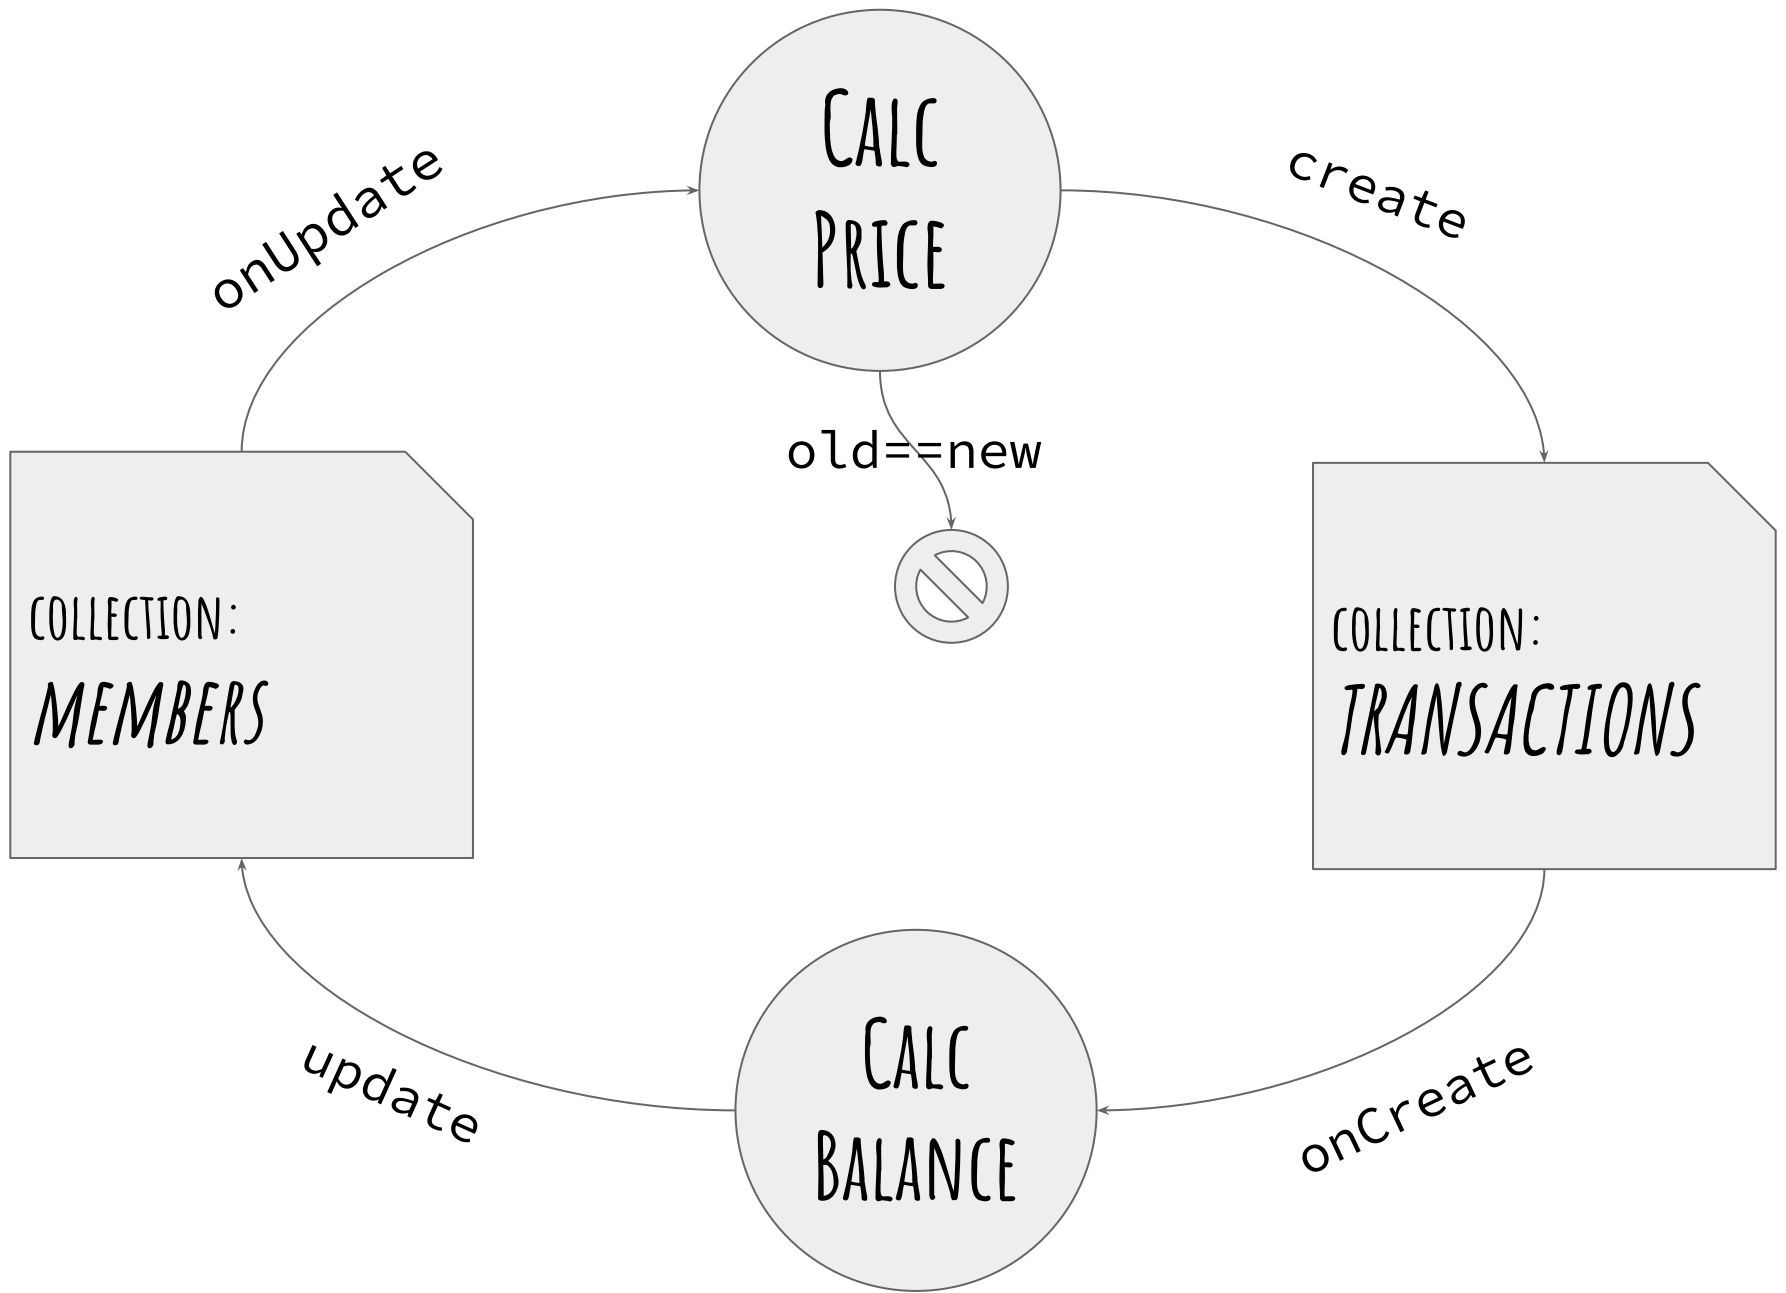 Calc
Price
onUpdate
create
old==new
collection:
MEMBERS
collection:
TRANSACTIONS
Calc
Balance
update
onCreate